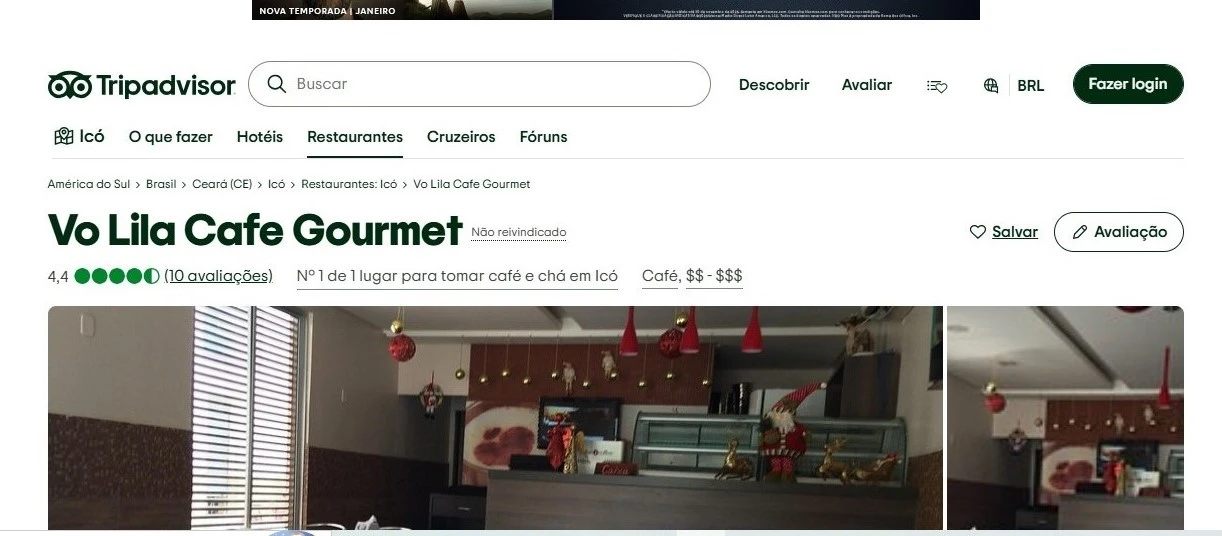 NOVA TEMPORADA | JANEIRO
Tripadvisor
Buscar
Descobrir
Avaliar
BRL
Fazer login
Icó
O que fazer
Hotéis
Restaurantes
Cruzeiros
Fóruns
América do Sul > Brasil > Ceará (CE) > Icó > Restaurantes: Icó > Vo Lila Cafe Gourmet
Vo Lila Cafe Gourmet
Não reivindicado
Salvar
Avaliação
4,4 (10 avaliações)
Nº 1 de 1 lugar para tomar café e chá em Icó
Café, $$ - $$$
Caixa